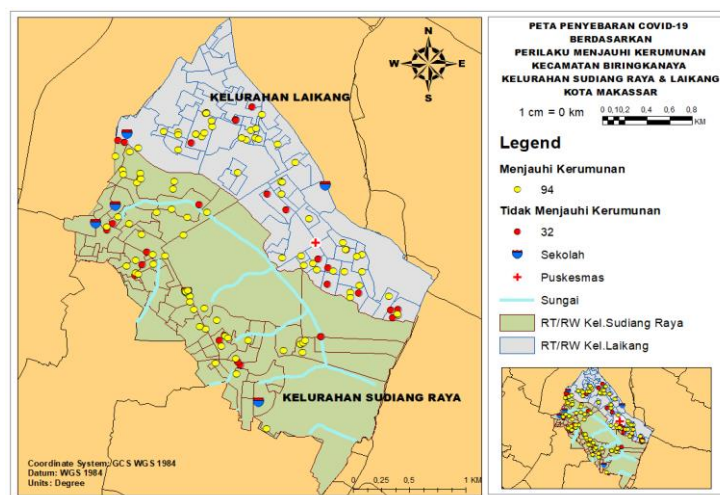 PETA PENYEBARAN COVID-19
BERDASARKAN
PERILAKU MENJAUHI KERUMUNAN
KECAMATAN BIRINGKANAYA
KELURAHAN SUDIANG RAYA & LAIKANG
KOTA MAKASSAR
1 cm = 0 km
0 0,10,2 0,4 0,6 0,8
KM
Legend
Menjauhi Kerumunan
94
Tidak Menjauhi Kerumunan
32
Sekolah
Puskesmas
Sungai
RT/RW Kel.Sudiang Raya
RT/RW Kel.Laikang
N
W E
S
KELURAHAN LAIKANG
KELURAHAN SUDIANG RAYA
Coordinate System: GCS WGS 1984
Datum: WGS 1984
Units: Degree
0 0,25 0,5 1 KM